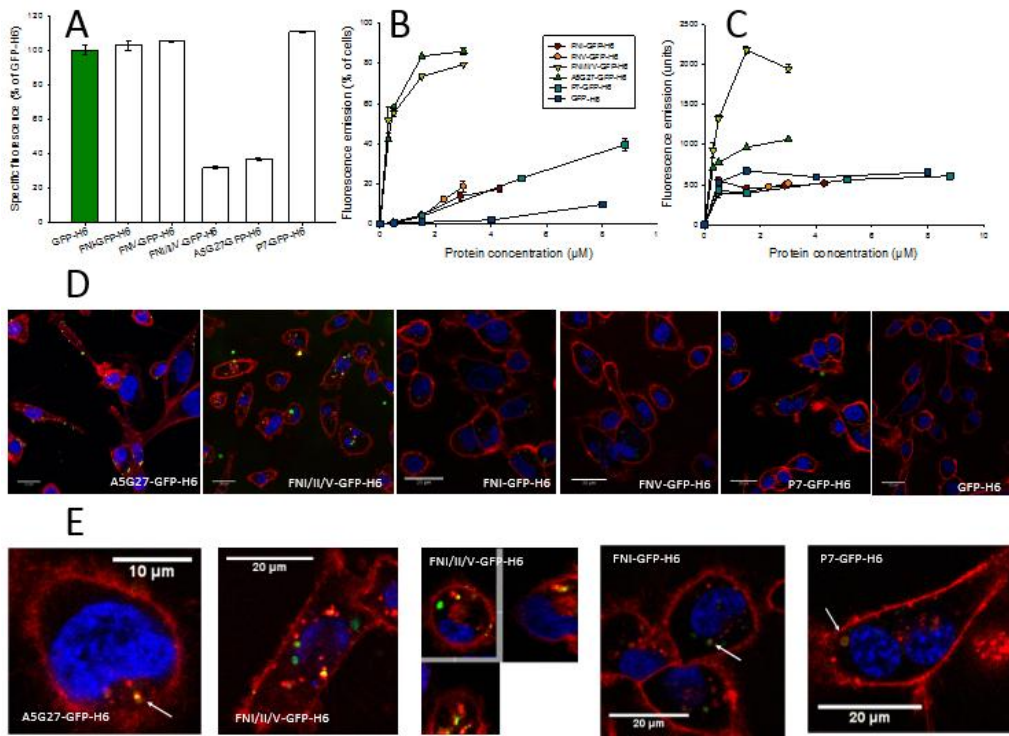 A
B
C
Specific fluorescence (% of GFP-H6)
120
100
80
60
40
20
0
GFP-H6
FNI-GFP-H6
FNV-GFP-H6
FNI/II/V-GFP-H6
A5G27-GFP-H6
P7-GFP-H6
Fluorescence emission (% of cells)
100
80
60
40
20
0
0
2
4
6
8
1
Protein concentration (µM)
FNI-GFP-H6
FNV-GFP-H6
FNI/II/V-GFP-H6
A5G27-GFP-H6
P7-GFP-H6
GFP-H6
Fluorescence emission (units)
2500
2000
1500
1000
500
0
0
2
4
6
8
10
Protein concentration (µM)
D
A5G27-GFP-H6
FNI/II/V-GFP-H6
FNI-GFP-H6
FNV-GFP-H6
P7-GFP-H6
GFP-H6
E
10 µm
A5G27-GFP-H6
20 µm
FNI/II/V-GFP-H6
FNI/II/V-GFP-H6
FNI-GFP-H6
20 µm
P7-GFP-H6
20 µm